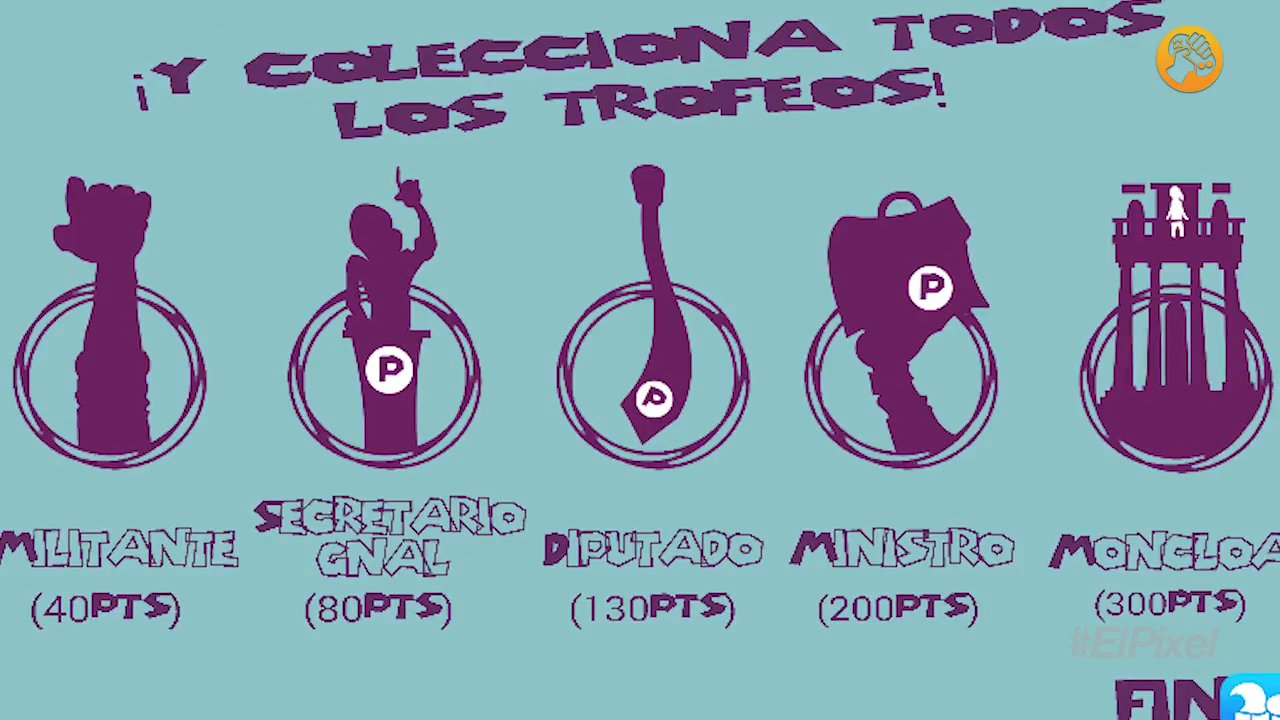 ¡Y COLECCIONA TODOS
LOS TROFEOS!
P
P
P
MILITANTE
(40PTS)
SECRETARIO
GNAL
(80PTS)
DIPUTADO
(130PTS)
MINISTRO
(200PTS)
MONCLOA
(300PTS)
#ElPixel
FIN